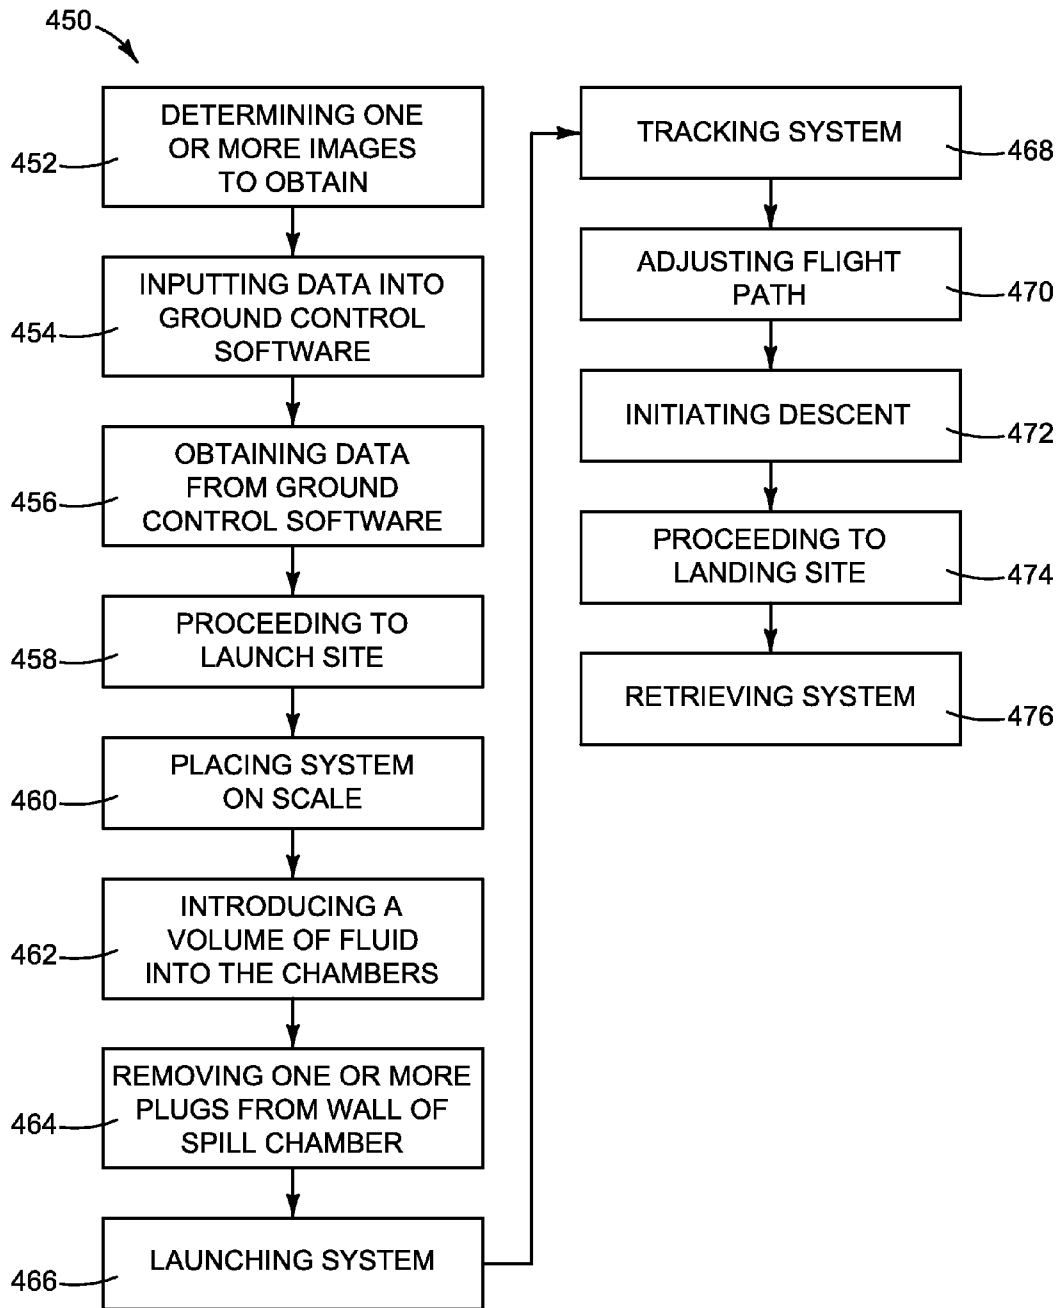 450
DETERMINING ONE
OR MORE IMAGES
TO OBTAIN
452
INPUTTING DATA INTO
GROUND CONTROL
SOFTWARE
454
OBTAINING DATA
FROM GROUND
CONTROL SOFTWARE
456
PROCEEDING TO
LAUNCH SITE
458
PLACING SYSTEM
ON SCALE
460
INTRODUCING A
VOLUME OF FLUID
INTO THE CHAMBERS
462
REMOVING ONE OR MORE
PLUGS FROM WALL OF
SPILL CHAMBER
464
LAUNCHING SYSTEM
466
TRACKING SYSTEM
468
ADJUSTING FLIGHT
PATH
470
INITIATING DESCENT
472
PROCEEDING TO
LANDING SITE
474
RETRIEVING SYSTEM
476